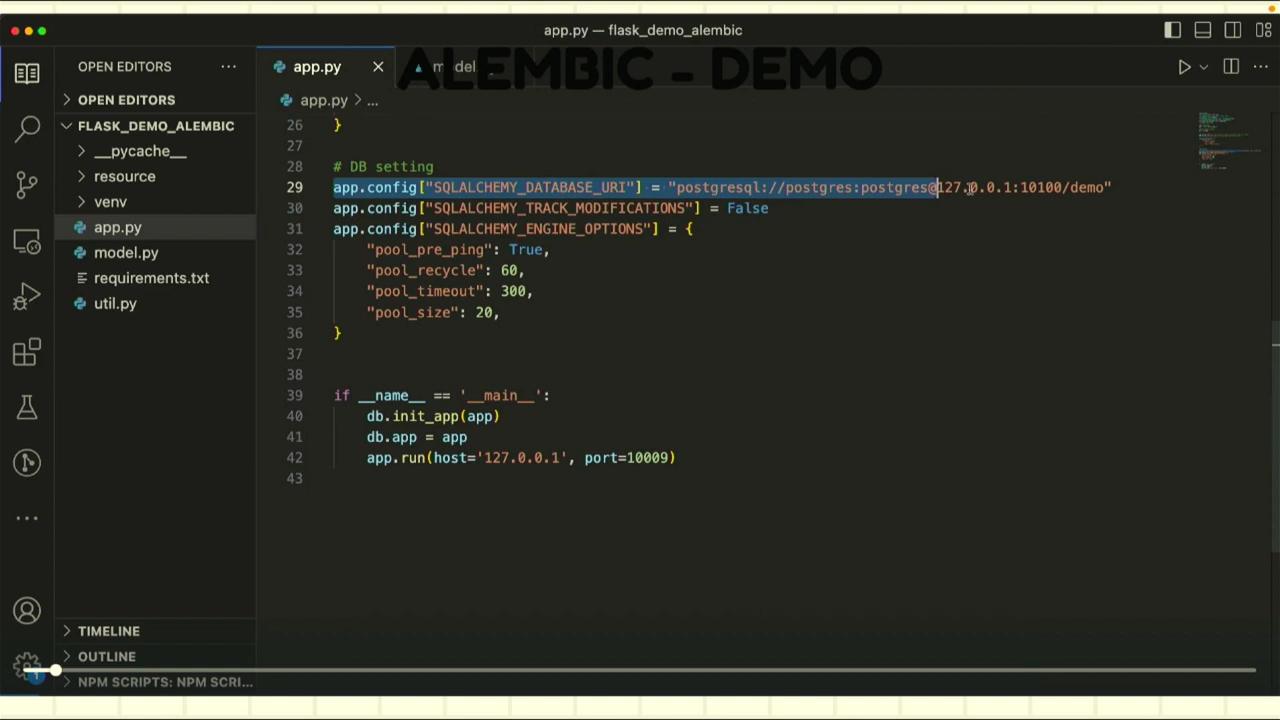 app.py — flask_demo_alembic
ALEMBIC - DEMO
OPEN EDITORS
app.py
model.
OPEN EDITORS
app.py > ...
FLASK_DEMO_ALEMBIC
__pycache__
resource
venv
app.py
model.py
requirements.txt
util.py
26 }
27
28 # DB setting
29 app.config["SQLALCHEMY_DATABASE_URI"] = "postgresql://postgres:postgres@127.0.0.1:10100/demo"
30 app.config["SQLALCHEMY_TRACK_MODIFICATIONS"] = False
31 app.config["SQLALCHEMY_ENGINE_OPTIONS"] = {
32 "pool_pre_ping": True,
33 "pool_recycle": 60,
34 "pool_timeout": 300,
35 "pool_size": 20,
36 }
37
38
39 if __name__ == '__main__':
40 db.init_app(app)
41 db.app = app
42 app.run(host='127.0.0.1', port=10009)
43
TIMELINE
OUTLINE
NPM SCRIPTS: NPM SCRI...
1